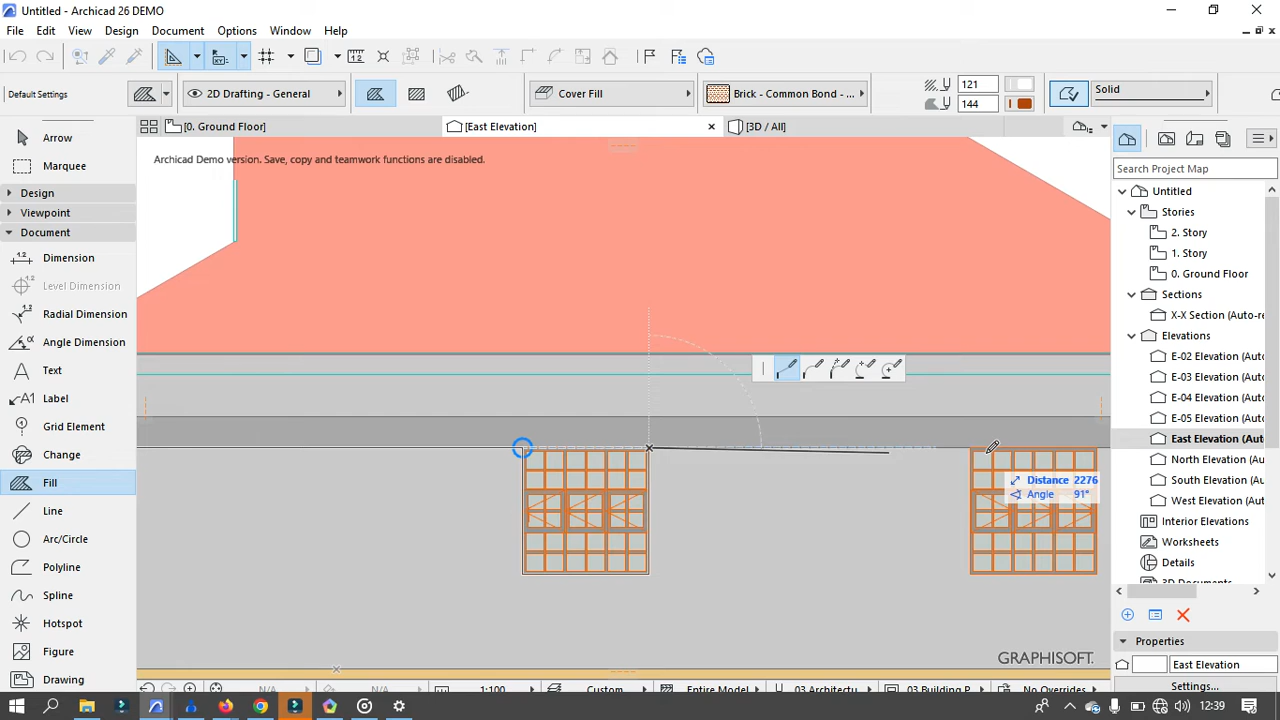 Untitled - Archicad 26 DEMO
File Edit View Design Document Options Window Help
Default Settings
2D Drafting - General
Cover Fill
Brick - Common Bond - ...
121
144
Solid
[0. Ground Floor]
[East Elevation]
[3D / All]
Archicad Demo version. Save, copy and teamwork functions are disabled.
Arrow
Marquee
Design
Viewpoint
Document
Dimension
Level Dimension
Radial Dimension
Angle Dimension
Text
Label
Grid Element
Change
Fill
Line
Arc/Circle
Polyline
Spline
Hotspot
Figure
Drawing
Distance 2276
Angle 91°
GRAPHISOFT.
Search Project Map
Untitled
Stories
2. Story
1. Story
0. Ground Floor
Sections
X-X Section (Auto-re
Elevations
E-02 Elevation (Auto
E-03 Elevation (Auto
E-04 Elevation (Auto
E-05 Elevation (Auto
East Elevation (Aut
North Elevation (Aut
South Elevation (Aut
West Elevation (Aut
Interior Elevations
Worksheets
Details
3D Documents
Properties
East Elevation
Settings...
N/A
N/A
1:100
Custom
Entire Model
03 Architectu
03 Building P
No Overrides
12:39